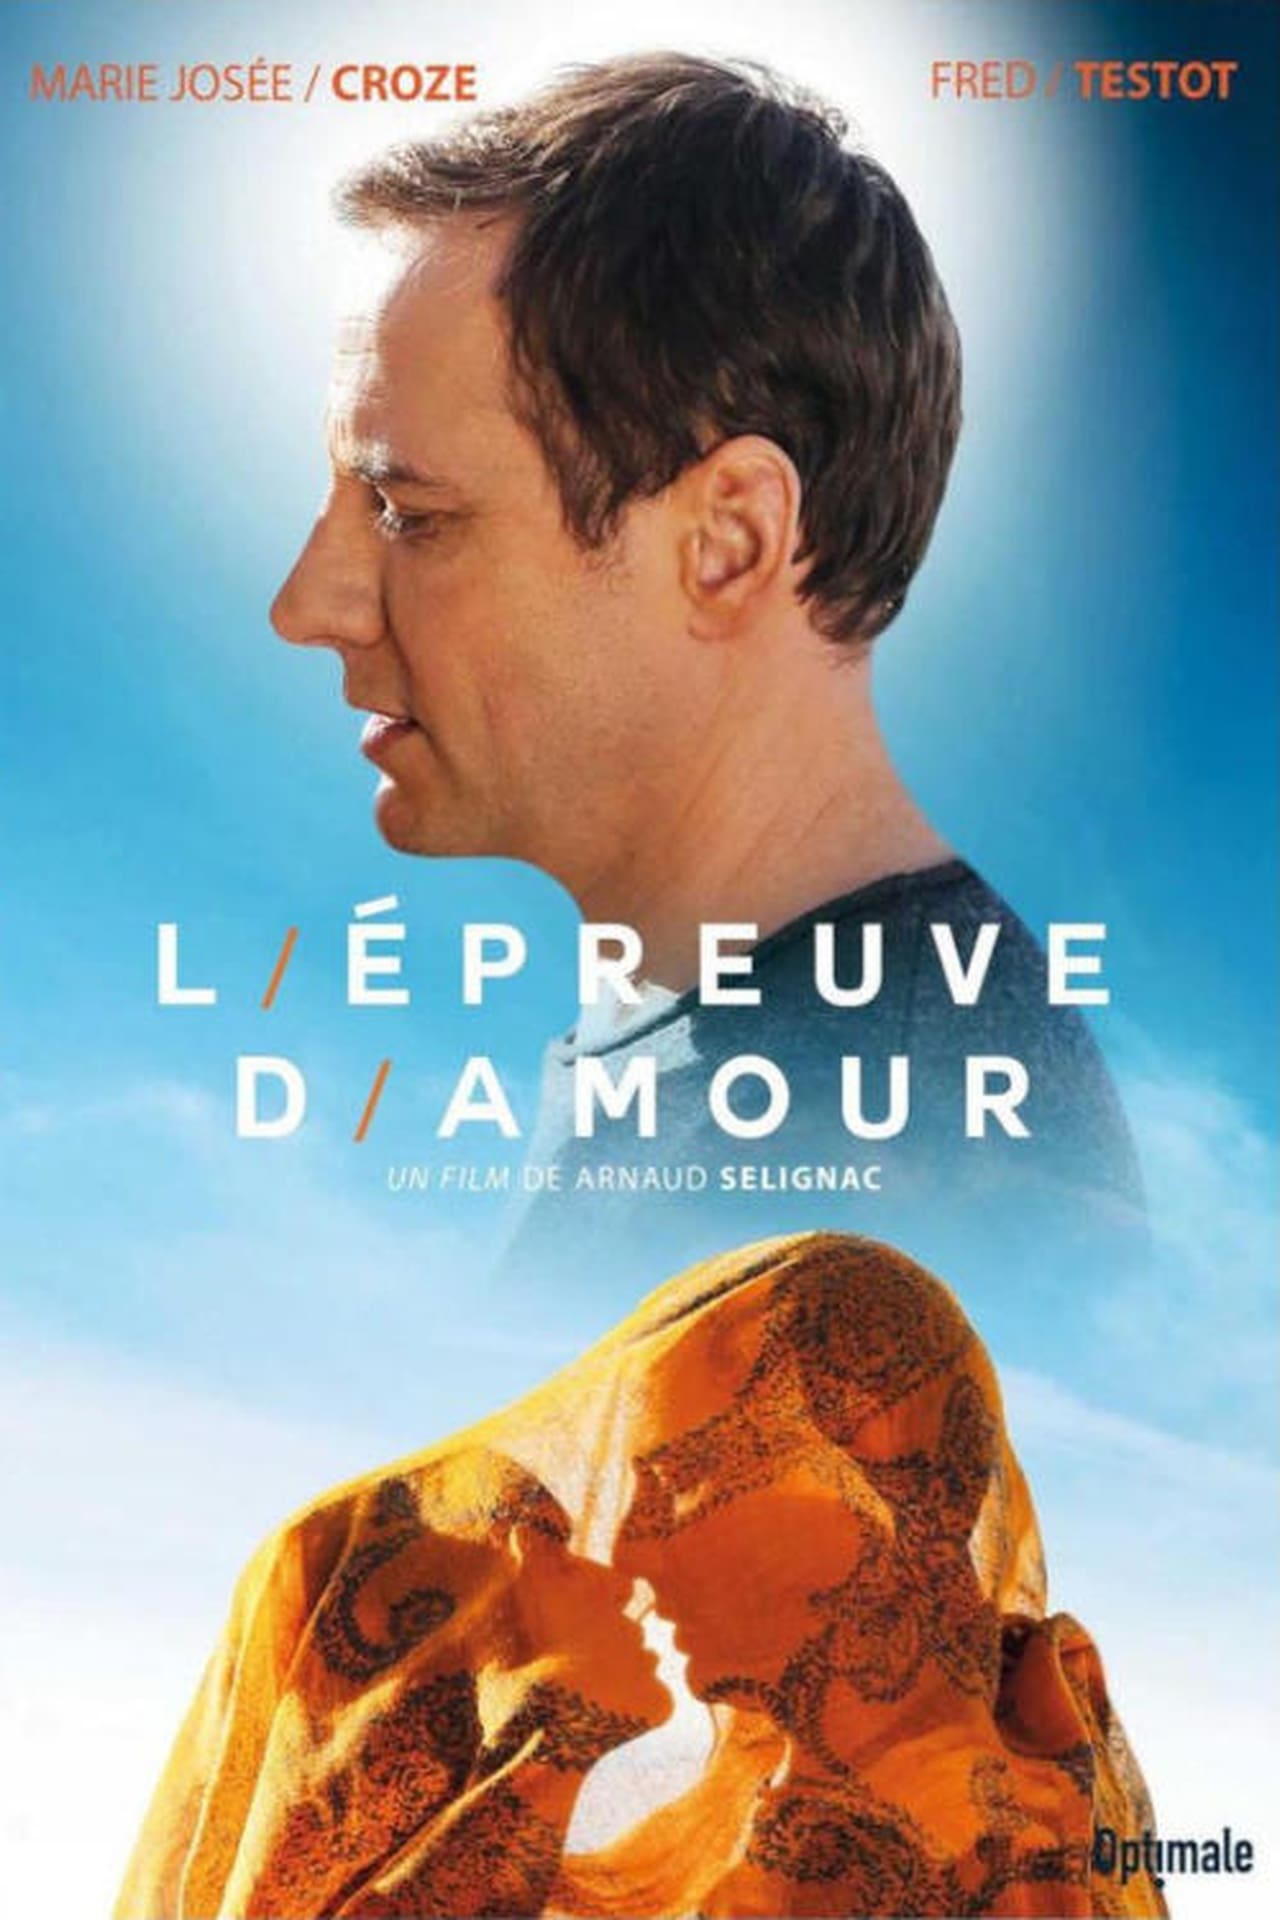 MARIE JOSÉE / CROZE
FRED / TESTOT
L / ÉPREUVE
D / AMOUR
UN FILM DE ARNAUD SELIGNAC
Optimale